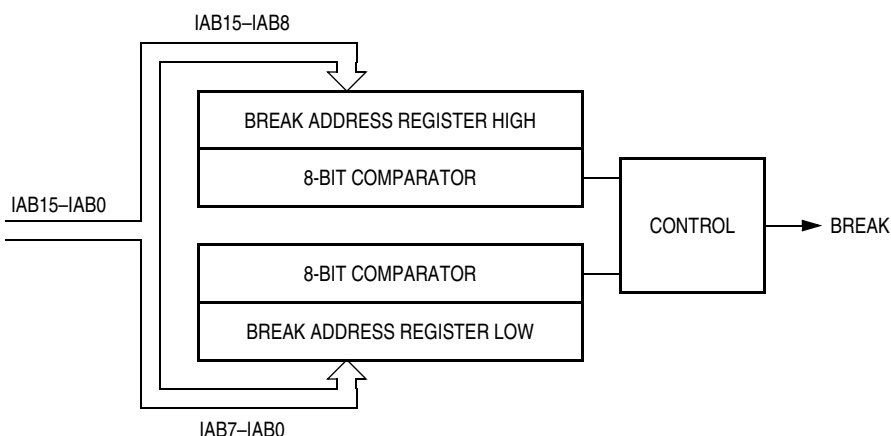 IAB15–IAB8
BREAK ADDRESS REGISTER HIGH
8-BIT COMPARATOR
IAB15–IAB0
CONTROL
BREAK
8-BIT COMPARATOR
BREAK ADDRESS REGISTER LOW
IAB7–IAB0